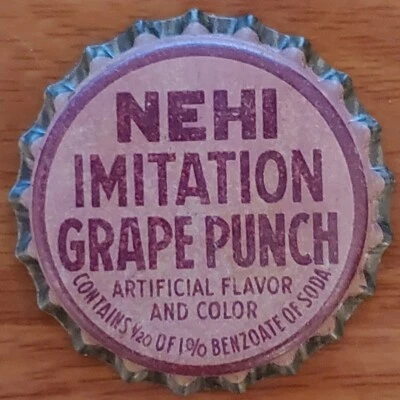 NEHI
IMITATION
GRAPE PUNCH
ARTIFICIAL FLAVOR
AND COLOR
CONTAINS 1/20 OF 1% BENZOATE OF SODA